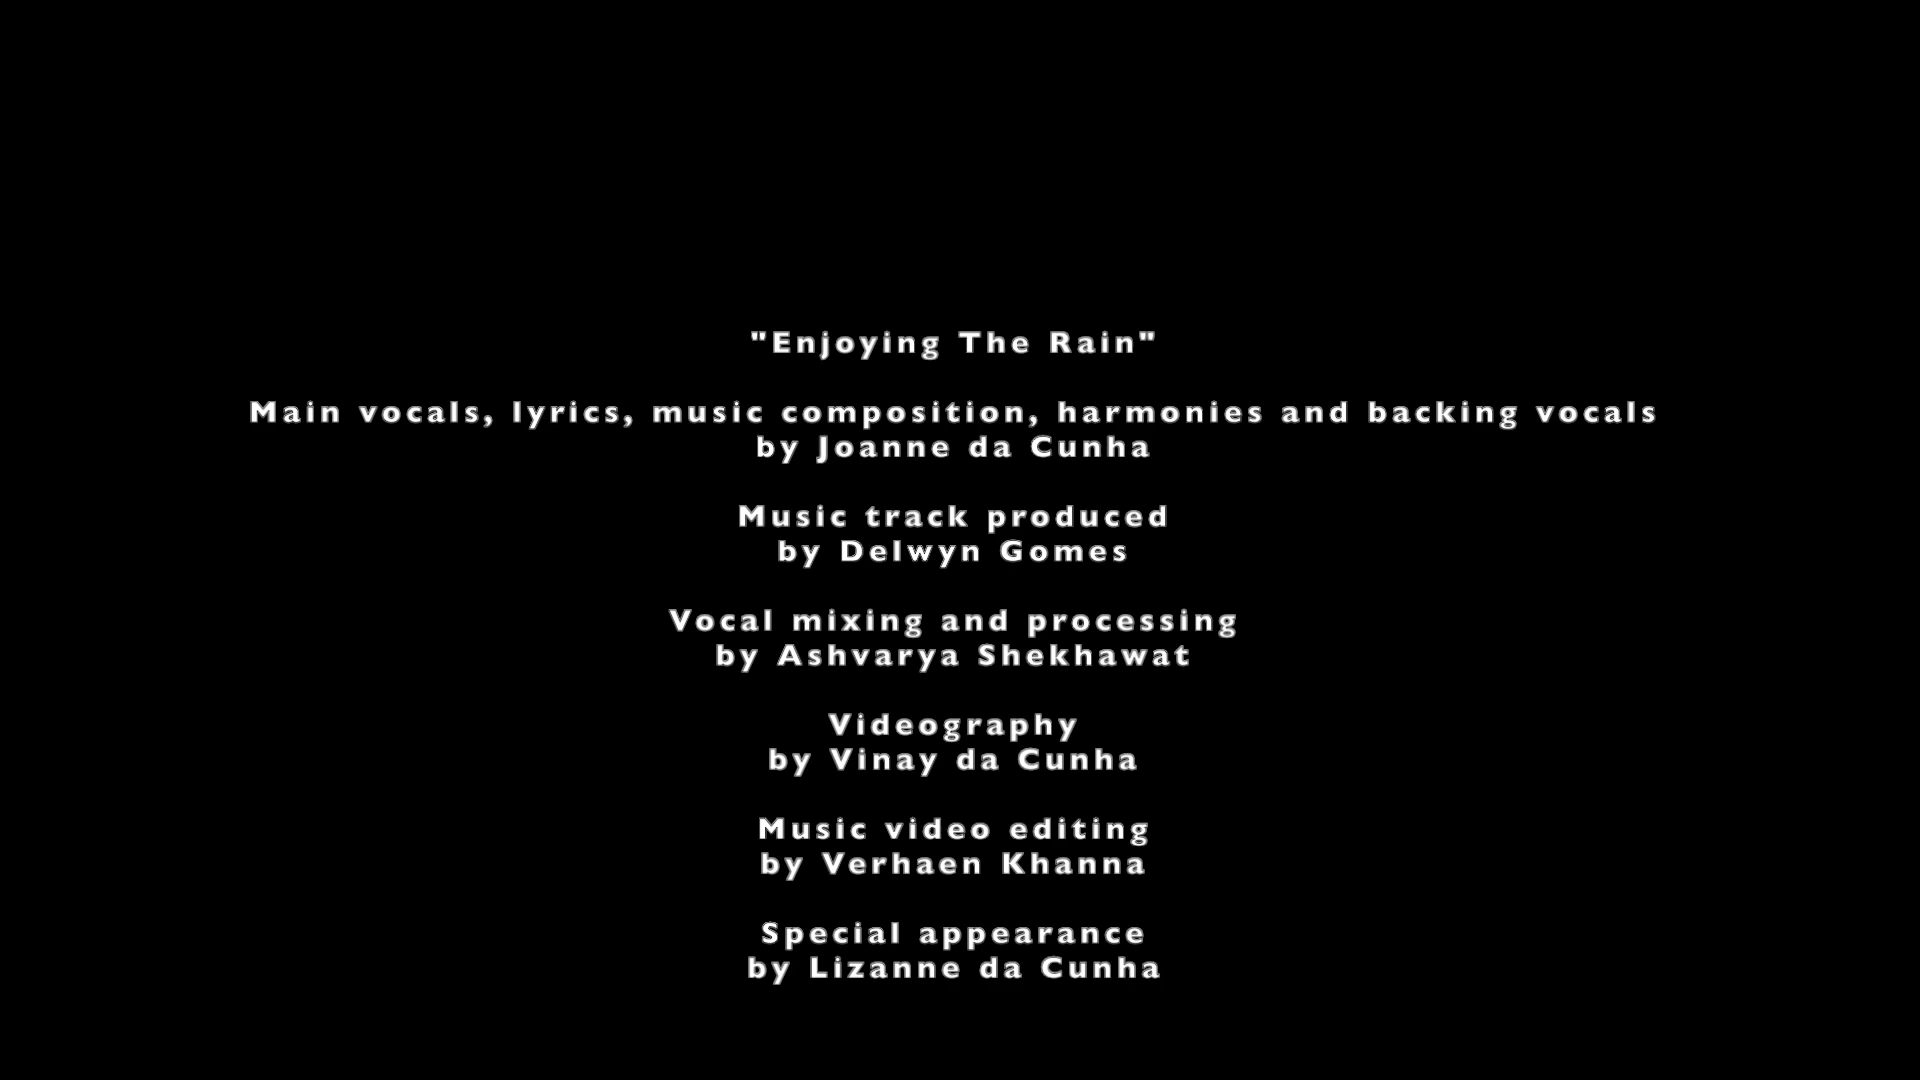 "Enjoying The Rain"
Main vocals, lyrics, music composition, harmonies and backing vocals
by Joanne da Cunha
Music track produced
by Delwyn Gomes
Vocal mixing and processing
by Ashvarya Shekhawat
Videography
by Vinay da Cunha
Music video editing
by Verhaen Khanna
Special appearance
by Lizanne da Cunha